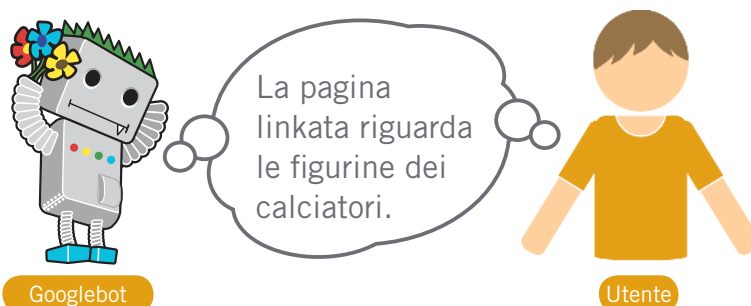 La pagina
linkata riguarda
le figurine dei
calciatori.
Googlebot
Utente